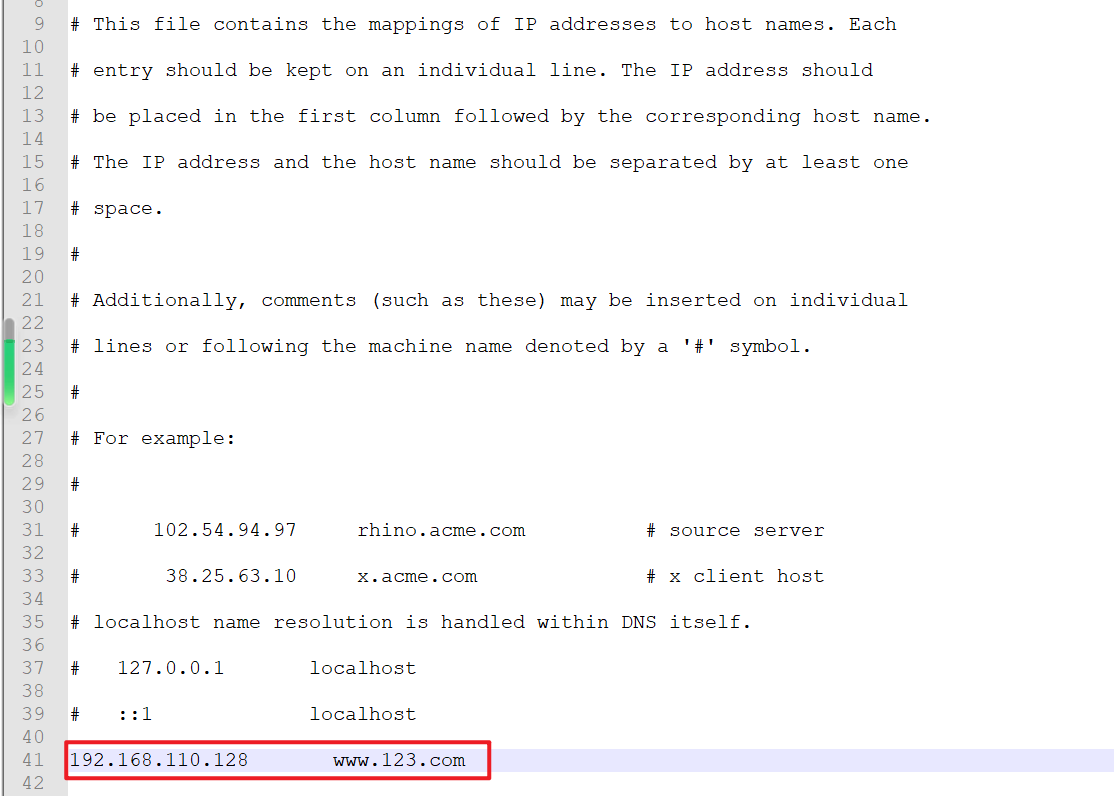 8
9 # This file contains the mappings of IP addresses to host names. Each
10
11 # entry should be kept on an individual line. The IP address should
12
13 # be placed in the first column followed by the corresponding host name.
14
15 # The IP address and the host name should be separated by at least one
16
17 # space.
18
19 #
20
21 # Additionally, comments (such as these) may be inserted on individual
22
23 # lines or following the machine name denoted by a '#' symbol.
24
25 #
26
27 # For example:
28
29 #
30
31 #      102.54.94.97     rhino.acme.com          # source server
32
33 #       38.25.63.10     x.acme.com              # x client host
34
35 # localhost name resolution is handled within DNS itself.
36
37 #   127.0.0.1       localhost
38
39 #   ::1             localhost
40
41 192.168.110.128       www.123.com
42